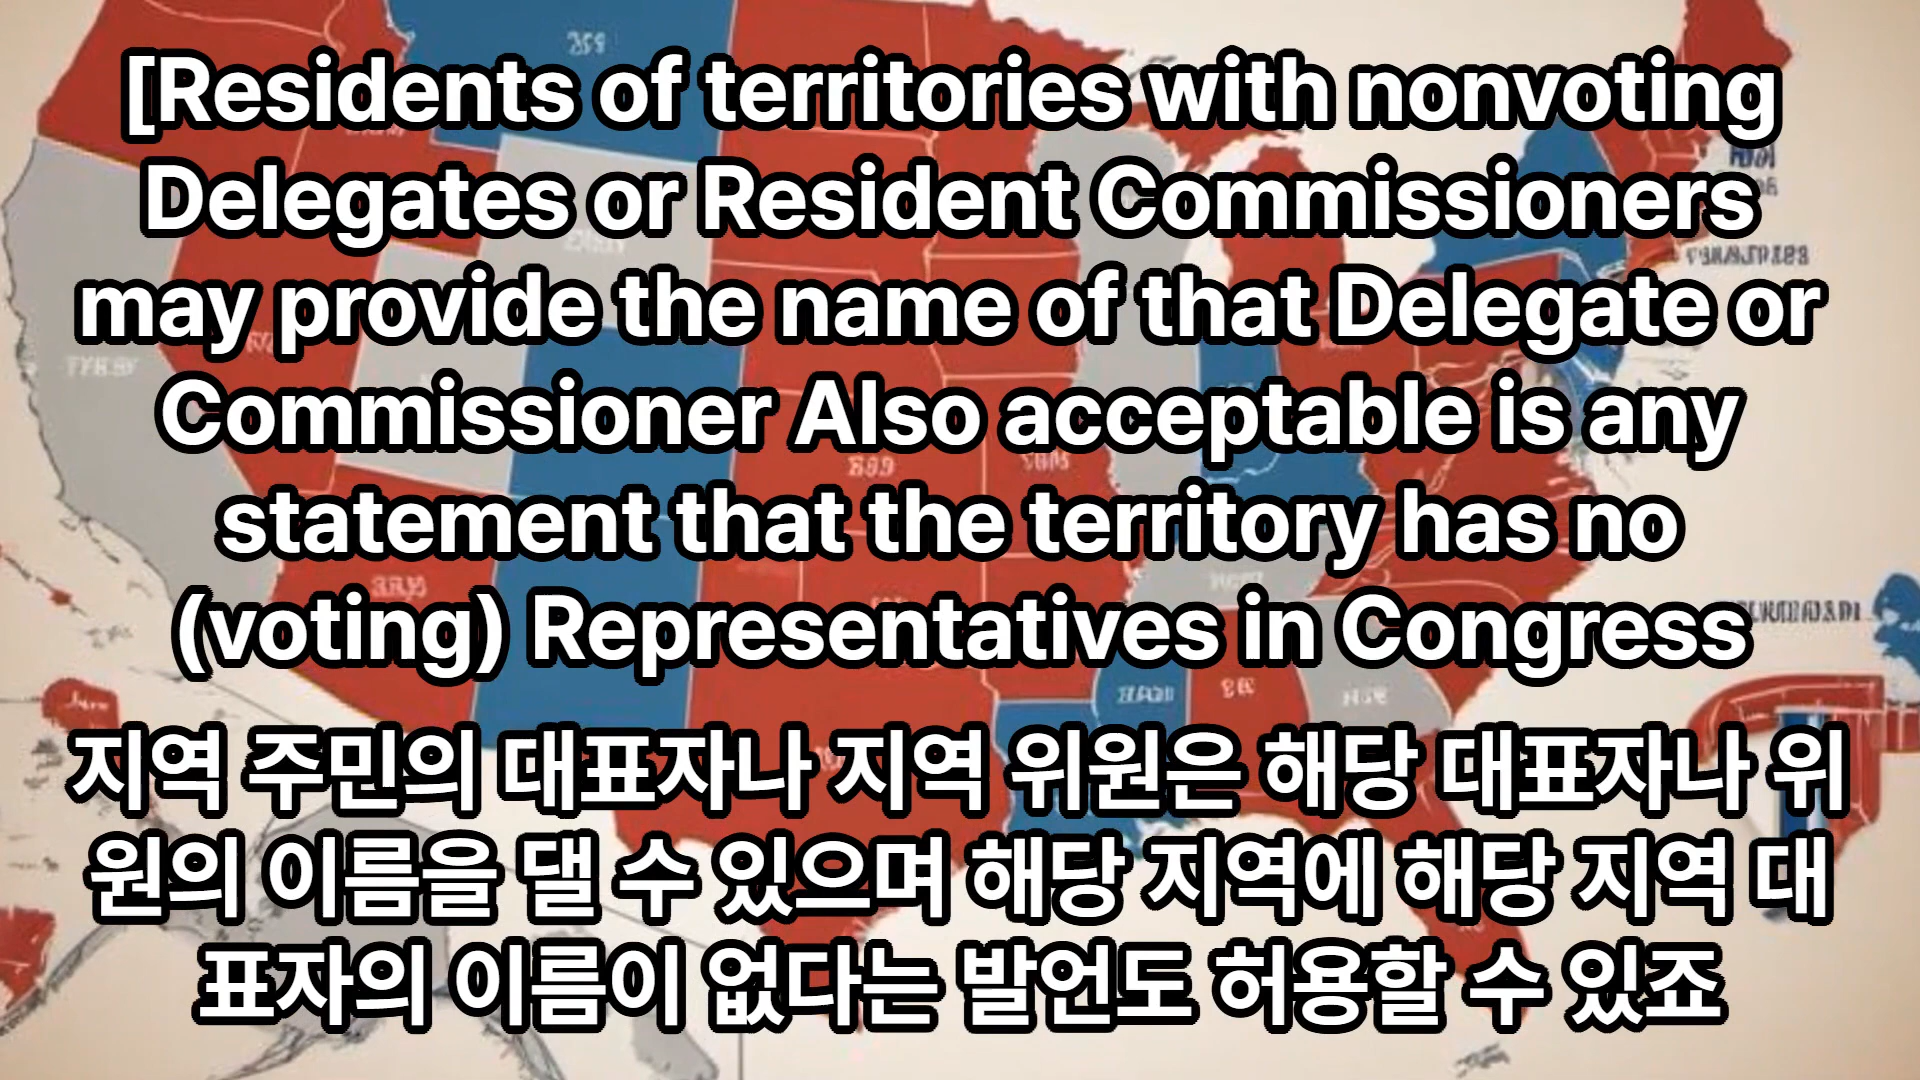 [Residents of territories with nonvoting
Delegates or Resident Commissioners
may provide the name of that Delegate or
Commissioner Also acceptable is any
statement that the territory has no
(voting) Representatives in Congress
지역 주민의 대표자나 지역 위원은 해당 대표자나 위
원의 이름을 댈 수 있으며 해당 지역에 해당 지역 대
표자의 이름이 없다는 발언도 허용할 수 있죠